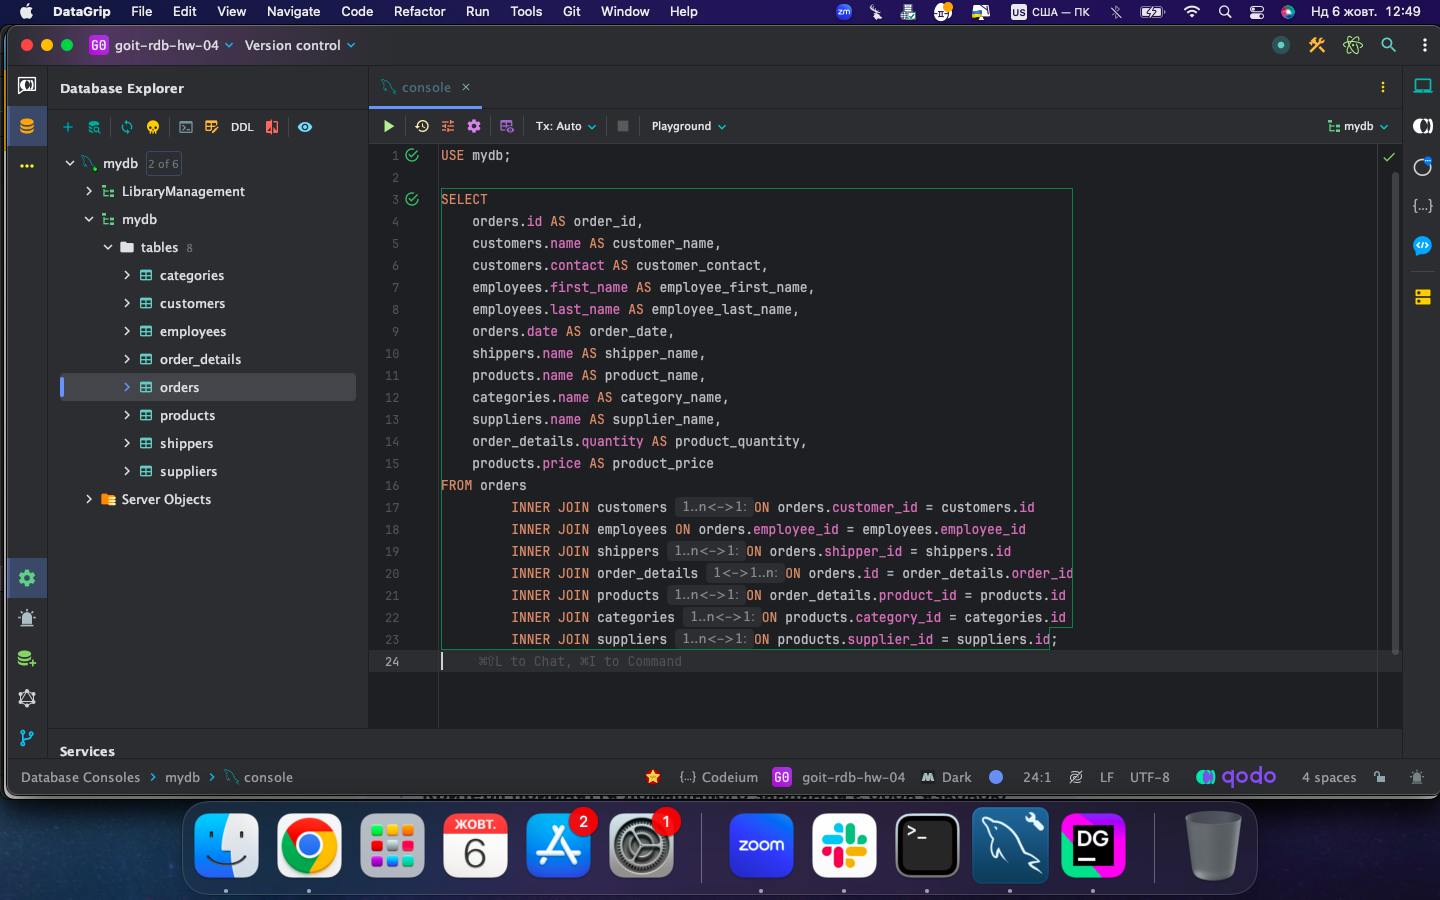 DataGrip File Edit View Navigate Code Refactor Run Tools Git Window Help zm US США — ПК Нд 6 жовт. 12:49
G0 goit-rdb-hw-04 Version control
Database Explorer
console
DDL
Tx: Auto Playground mydb
mydb 2 of 6
LibraryManagement
mydb
tables 8
categories
customers
employees
order_details
orders
products
shippers
suppliers
Server Objects
1 USE mydb;
2
3 SELECT
4 orders.id AS order_id,
5 customers.name AS customer_name,
6 customers.contact AS customer_contact,
7 employees.first_name AS employee_first_name,
8 employees.last_name AS employee_last_name,
9 orders.date AS order_date,
10 shippers.name AS shipper_name,
11 products.name AS product_name,
12 categories.name AS category_name,
13 suppliers.name AS supplier_name,
14 order_details.quantity AS product_quantity,
15 products.price AS product_price
16 FROM orders
17 INNER JOIN customers 1..n<->1: ON orders.customer_id = customers.id
18 INNER JOIN employees ON orders.employee_id = employees.employee_id
19 INNER JOIN shippers 1..n<->1: ON orders.shipper_id = shippers.id
20 INNER JOIN order_details 1<->1..n: ON orders.id = order_details.order_id
21 INNER JOIN products 1..n<->1: ON order_details.product_id = products.id
22 INNER JOIN categories 1..n<->1: ON products.category_id = categories.id
23 INNER JOIN suppliers 1..n<->1: ON products.supplier_id = suppliers.id;
24 ⌘⇧L to Chat, ⌘I to Command
Services
Database Consoles > mydb > console {...} Codeium G0 goit-rdb-hw-04 Dark 24:1 LF UTF-8 qodo 4 spaces
ЖОВТ.
6
2
1
zoom
>_
DG